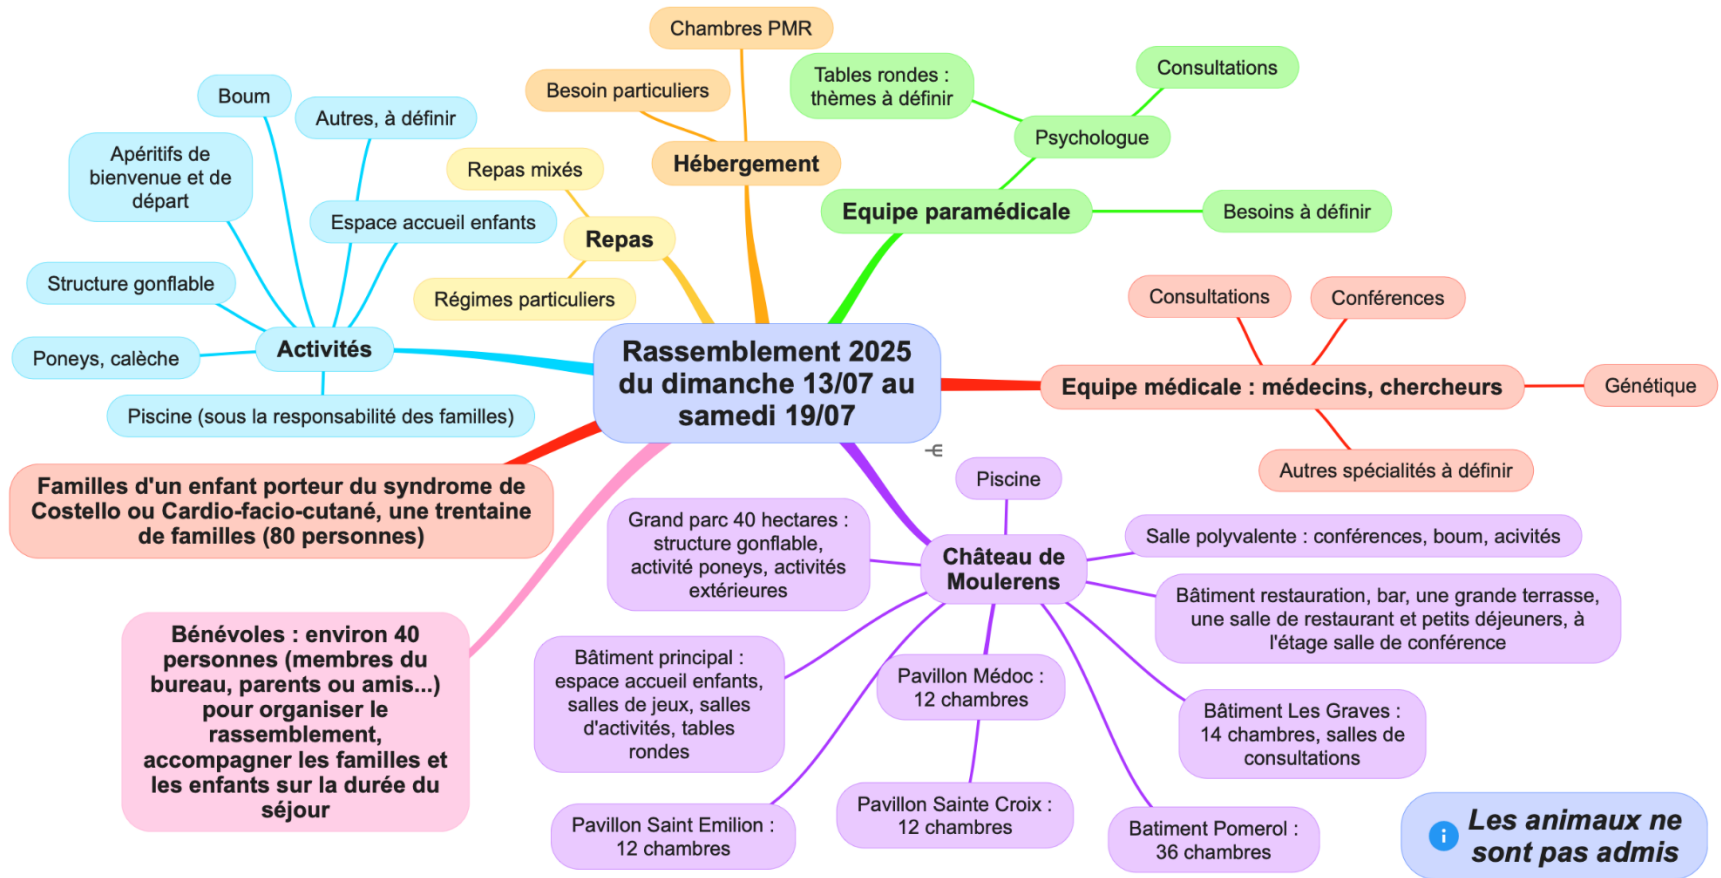 Rassemblement 2025
du dimanche 13/07 au
samedi 19/07
Activités
Boum
Autres, à définir
Apéritifs de
bienvenue et de
départ
Espace accueil enfants
Structure gonflable
Poneys, calèche
Piscine (sous la responsabilité des familles)
Repas
Repas mixés
Régimes particuliers
Hébergement
Chambres PMR
Besoin particuliers
Equipe paramédicale
Psychologue
Tables rondes :
thèmes à définir
Consultations
Besoins à définir
Equipe médicale : médecins, chercheurs
Consultations
Conférences
Génétique
Autres spécialités à définir
Familles d'un enfant porteur du syndrome de
Costello ou Cardio-facio-cutané, une trentaine
de familles (80 personnes)
Bénévoles : environ 40
personnes (membres du
bureau, parents ou amis...)
pour organiser le
rassemblement,
accompagner les familles et
les enfants sur la durée du
séjour
Château de
Moulerens
Piscine
Grand parc 40 hectares :
structure gonflable,
activité poneys, activités
extérieures
Salle polyvalente : conférences, boum, acivités
Bâtiment restauration, bar, une grande terrasse,
une salle de restaurant et petits déjeuners, à
l'étage salle de conférence
Bâtiment principal :
espace accueil enfants,
salles de jeux, salles
d'activités, tables
rondes
Pavillon Médoc :
12 chambres
Bâtiment Les Graves :
14 chambres, salles de
consultations
Pavillon Saint Emilion :
12 chambres
Pavillon Sainte Croix :
12 chambres
Batiment Pomerol :
36 chambres
Les animaux ne
sont pas admis